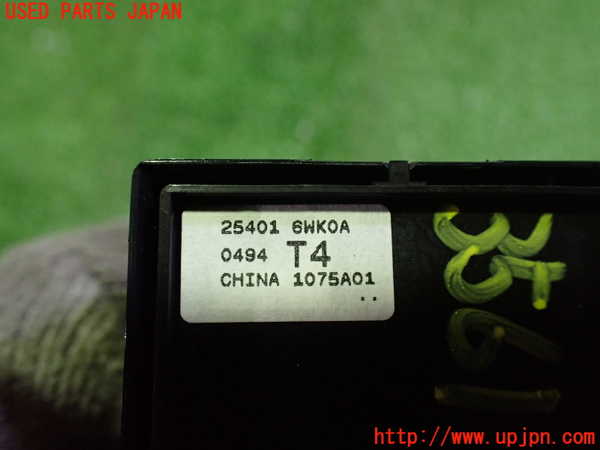 USED PARTS JAPAN
25401 6WK0A
0494 T4
CHINA 1075A01
..
http://www.upjpn.com/